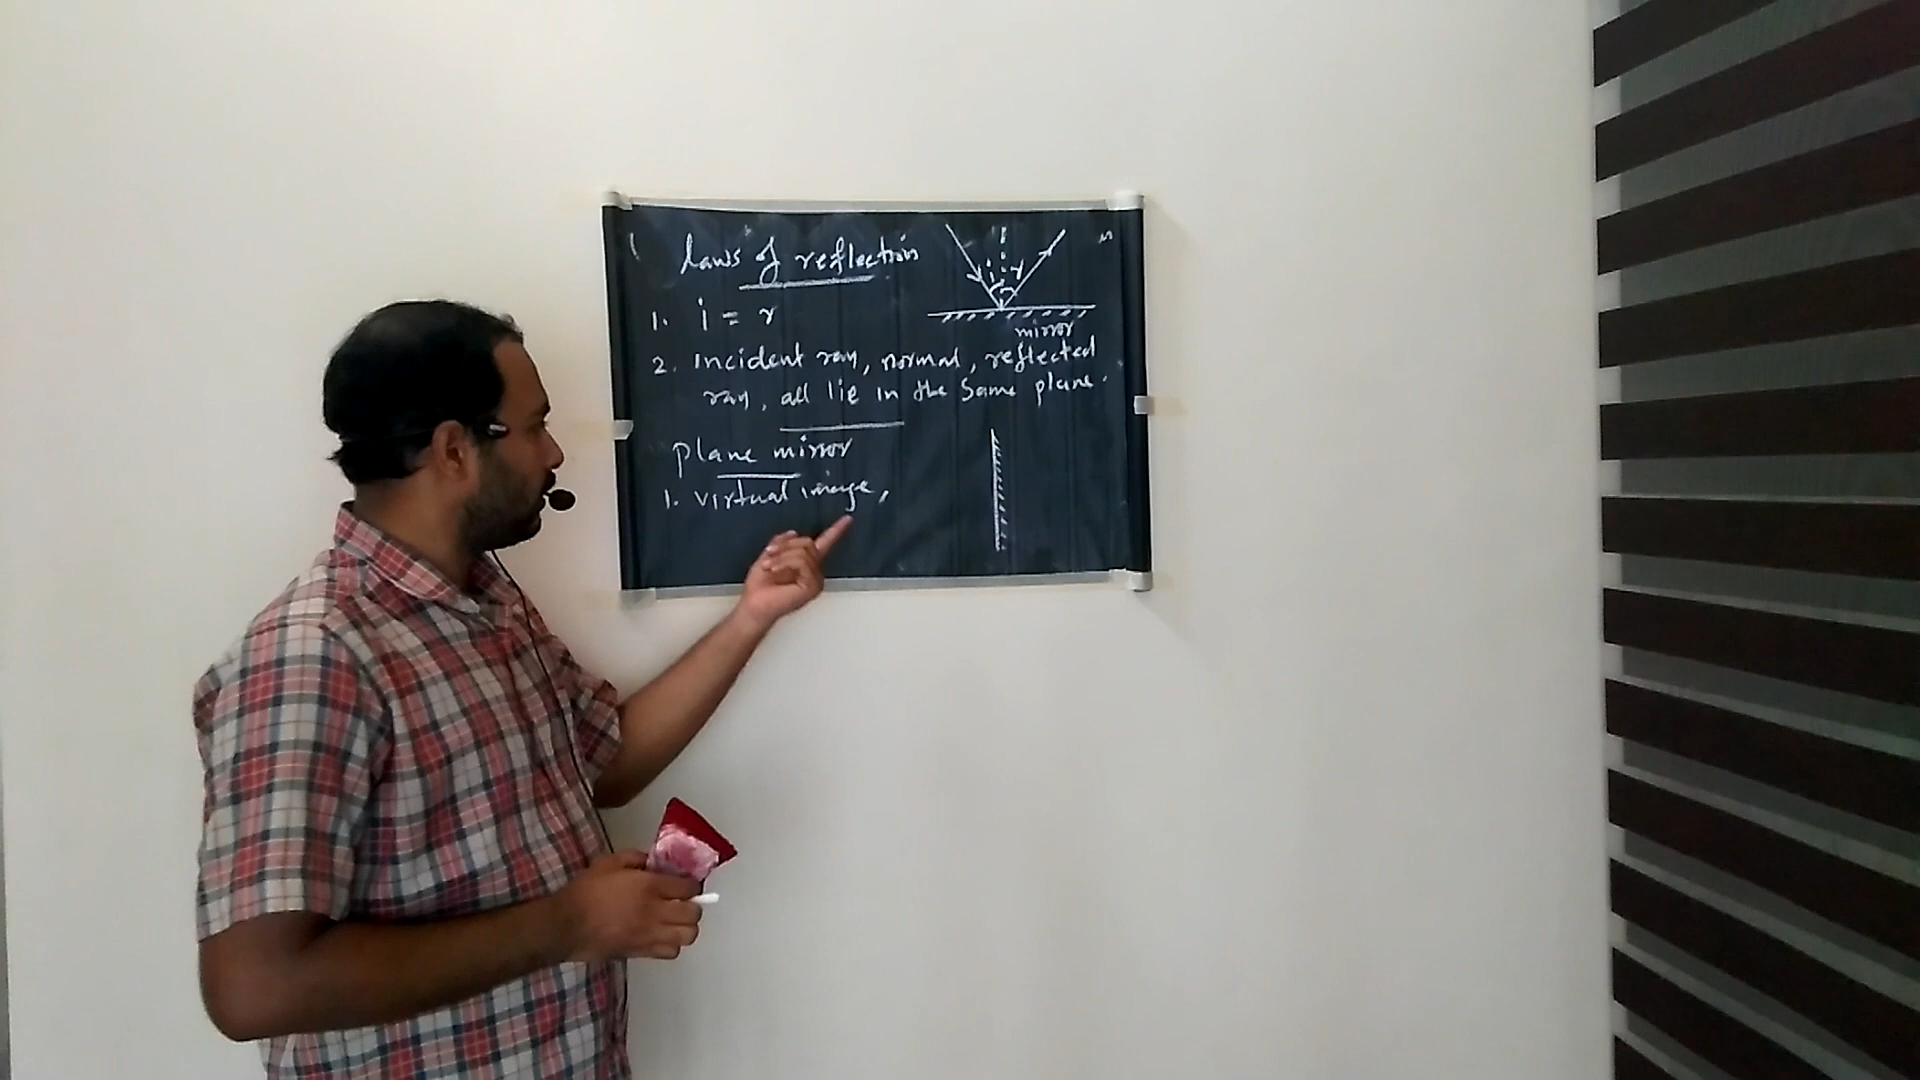 Laws of reflection
i r
1. i = r
mirror
2. Incident ray, normal, reflected
ray, all lie in the same plane.
plane mirror
1. virtual image,